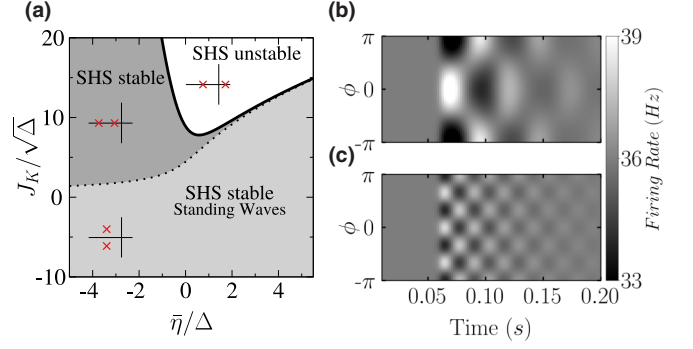 (a)
20
10
0
-10
J_K/√Δ
SHS stable
SHS unstable
SHS stable
Standing Waves
-4
-2
0
2
4
η̄/Δ
(b)
π
0
-π
ϕ
(c)
π
0
-π
ϕ
0.05
0.10
0.15
0.20
Time (s)
39
36
33
Firing Rate (Hz)